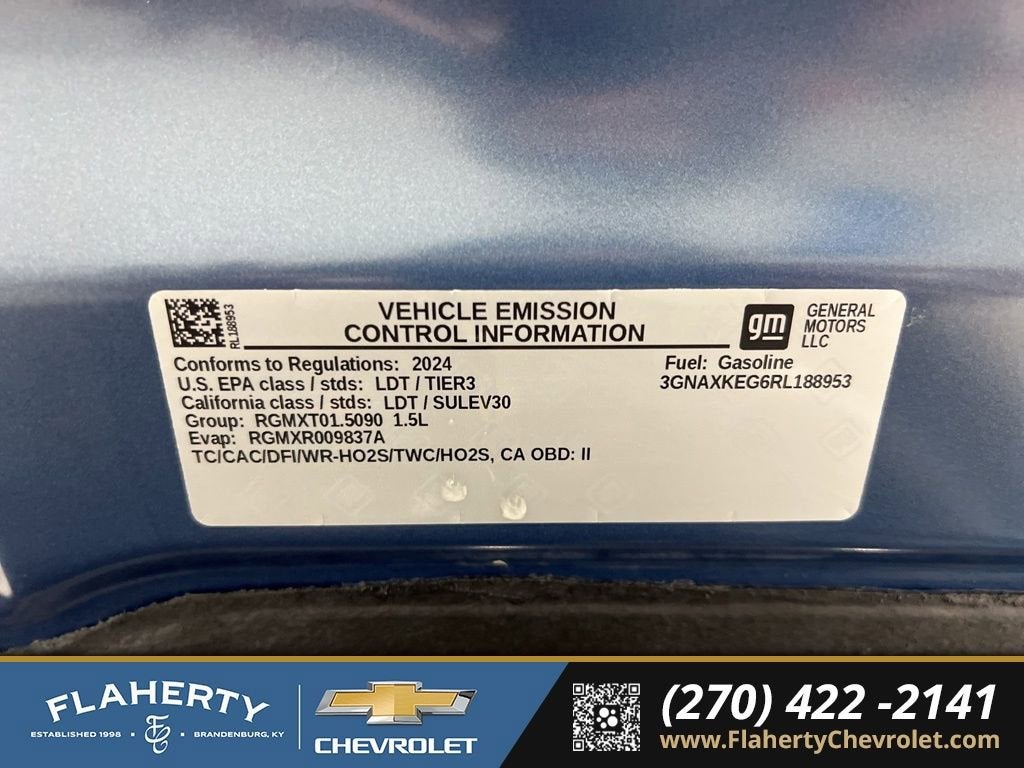 RL188953
VEHICLE EMISSION
CONTROL INFORMATION
gm
GENERAL
MOTORS
LLC
Conforms to Regulations: 2024
Fuel: Gasoline
U.S. EPA class / stds: LDT / TIER3
3GNAXKEG6RL188953
California class / stds: LDT / SULEV30
Group: RGMXT01.5090 1.5L
Evap: RGMXR009837A
TC/CAC/DFI/WR-HO2S/TWC/HO2S, CA OBD: II
FLAHERTY
ESTABLISHED 1998 • • BRANDENBURG, KY
CHEVROLET
(270) 422 -2141
www.FlahertyChevrolet.com